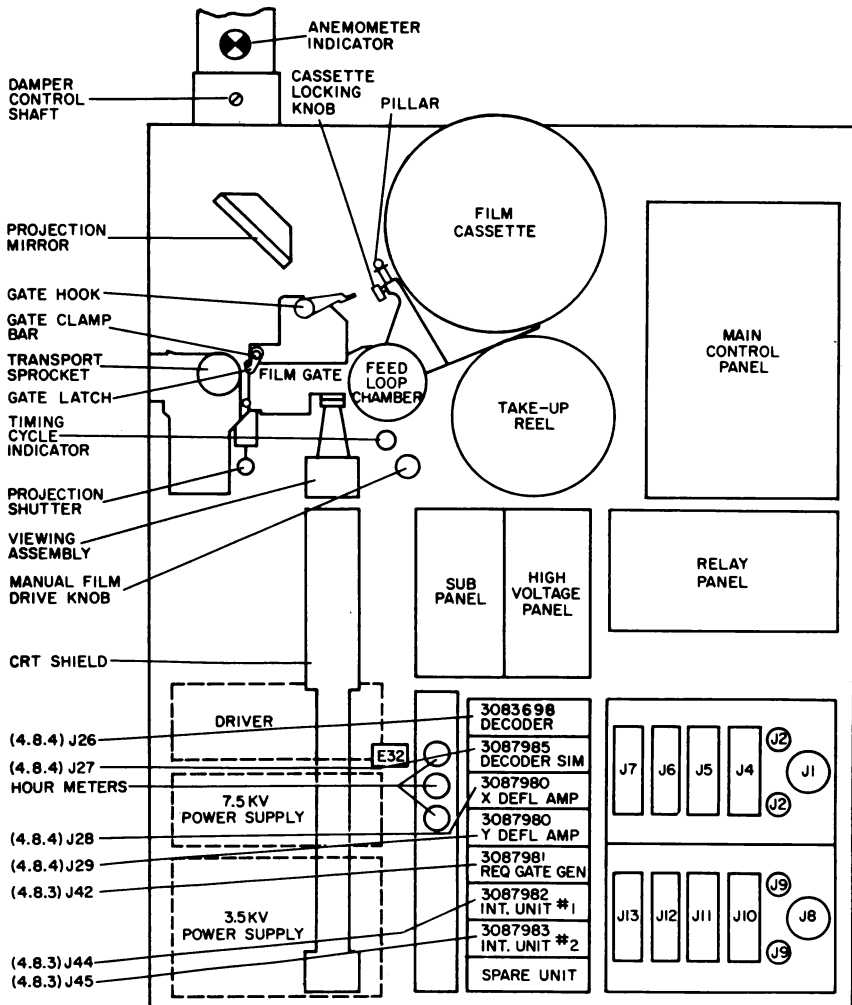 ANEMOMETER
INDICATOR
DAMPER
CONTROL
SHAFT
CASSETTE
LOCKING
KNOB
PILLAR
FILM
CASSETTE
PROJECTION
MIRROR
GATE HOOK
GATE CLAMP
BAR
TRANSPORT
SPROCKET
GATE LATCH
FILM GATE
FEED
LOOP
CHAMBER
TAKE-UP
REEL
MAIN
CONTROL
PANEL
TIMING
CYCLE
INDICATOR
PROJECTION
SHUTTER
VIEWING
ASSEMBLY
MANUAL FILM
DRIVE KNOB
SUB
PANEL
HIGH
VOLTAGE
PANEL
RELAY
PANEL
CRT SHIELD
DRIVER
E32
(4.8.4) J26
(4.8.4) J27
HOUR METERS
7.5KV
POWER SUPPLY
(4.8.4) J28
(4.8.4) J29
(4.8.3) J42
3.5KV
POWER SUPPLY
(4.8.3) J44
(4.8.3) J45
3083698
DECODER
3087985
DECODER SIM
3087980
X DEFL AMP
3087980
Y DEFL AMP
3087981
REQ GATE GEN
3087982
INT. UNIT #1
3087983
INT. UNIT #2
SPARE UNIT
J7
J6
J5
J4
J2
J2
J1
J13
J12
J11
J10
J9
J9
J8